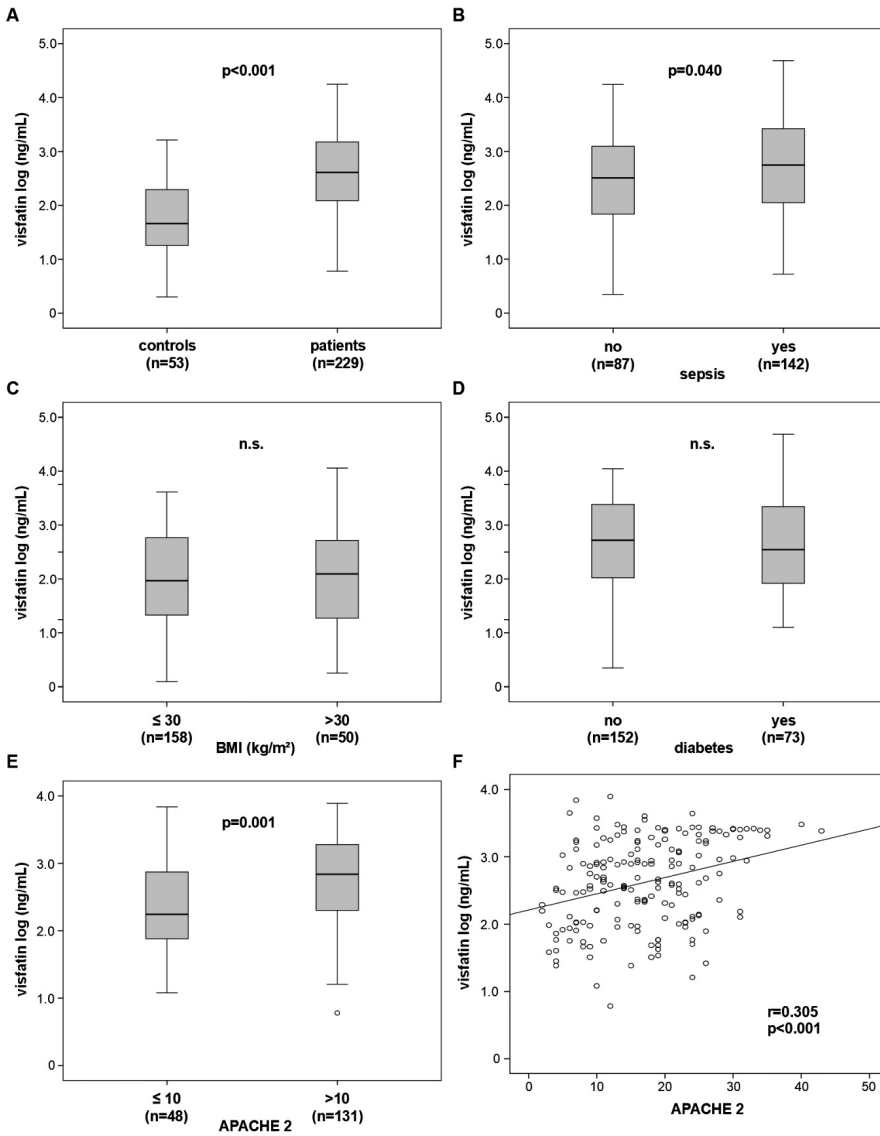 A
5.0
4.0
3.0
2.0
1.0
0
visfatin log (ng/mL)
p<0.001
controls
(n=53)
patients
(n=229)
B
5.0
4.0
3.0
2.0
1.0
0
visfatin log (ng/mL)
p=0.040
no
(n=87)
yes
(n=142)
sepsis
C
5.0
4.0
3.0
2.0
1.0
0
visfatin log (ng/mL)
n.s.
≤ 30
(n=158)
>30
(n=50)
BMI (kg/m²)
D
5.0
4.0
3.0
2.0
1.0
0
visfatin log (ng/mL)
n.s.
no
(n=152)
yes
(n=73)
diabetes
E
4.0
3.0
2.0
1.0
0
visfatin log (ng/mL)
p=0.001
≤ 10
(n=48)
>10
(n=131)
APACHE 2
F
4.0
3.0
2.0
1.0
0
visfatin log (ng/mL)
r=0.305
p<0.001
0 10 20 30 40 50
APACHE 2